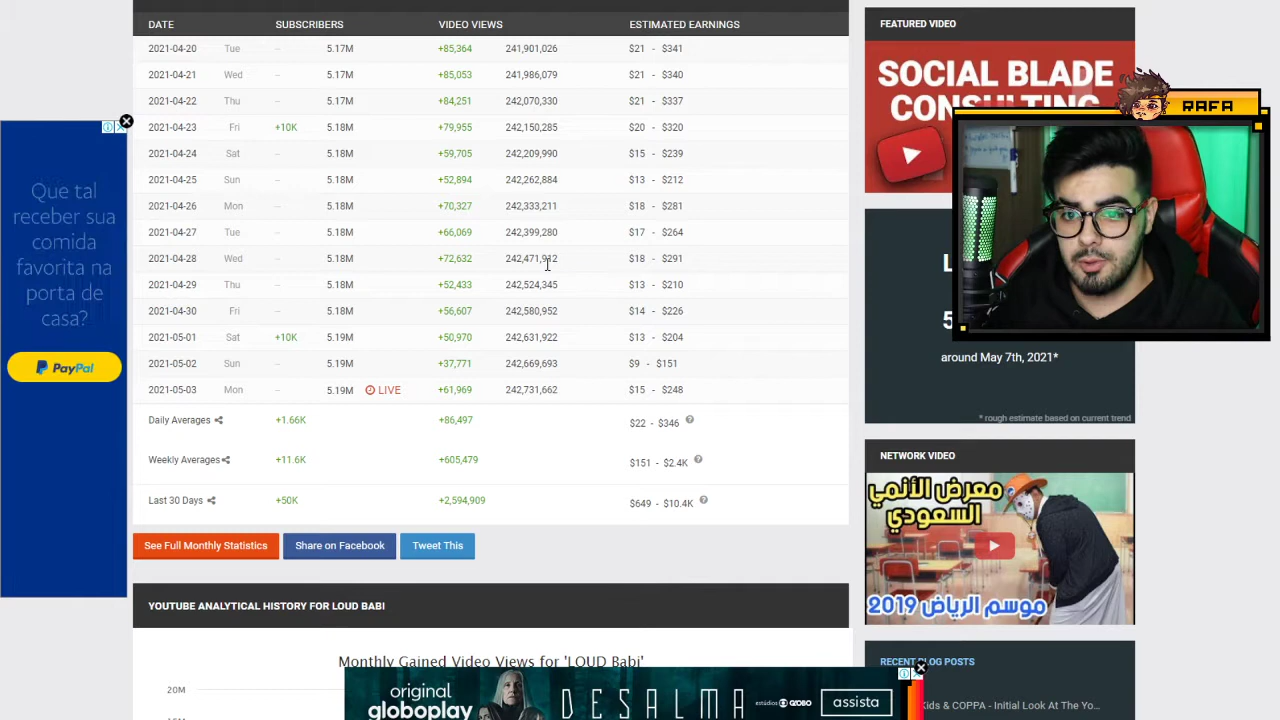 DATE SUBSCRIBERS VIDEO VIEWS ESTIMATED EARNINGS
2021-04-20 Tue -- 5.17M +85,364 241,901,026 $21 - $341
2021-04-21 Wed -- 5.17M +85,053 241,986,079 $21 - $340
2021-04-22 Thu -- 5.17M +84,251 242,070,330 $21 - $337
2021-04-23 Fri +10K 5.18M +79,955 242,150,285 $20 - $320
2021-04-24 Sat -- 5.18M +59,705 242,209,990 $15 - $239
2021-04-25 Sun -- 5.18M +52,894 242,262,884 $13 - $212
2021-04-26 Mon -- 5.18M +70,327 242,333,211 $18 - $281
2021-04-27 Tue -- 5.18M +66,069 242,399,280 $17 - $264
2021-04-28 Wed -- 5.18M +72,632 242,471,912 $18 - $291
2021-04-29 Thu -- 5.18M +52,433 242,524,345 $13 - $210
2021-04-30 Fri -- 5.18M +56,607 242,580,952 $14 - $226
2021-05-01 Sat +10K 5.19M +50,970 242,631,922 $13 - $204
2021-05-02 Sun -- 5.19M +37,771 242,669,693 $9 - $151
2021-05-03 Mon -- 5.19M LIVE +61,969 242,731,662 $15 - $248
Daily Averages +1.66K +86,497 $22 - $346
Weekly Averages +11.6K +605,479 $151 - $2.4K
Last 30 Days +50K +2,594,909 $649 - $10.4K
See Full Monthly Statistics
Share on Facebook
Tweet This
YOUTUBE ANALYTICAL HISTORY FOR LOUD BABI
Monthly Gained Video Views for 'LOUD Babi'
20M
Que tal
receber sua
comida
favorita na
porta de
casa?
PayPal
original
globoplay
DESALMA
estúdios GLOBO
assista
FEATURED VIDEO
SOCIAL BLADE
CONSULTING
RAFA
L
5
around May 7th, 2021*
* rough estimate based on current trend
NETWORK VIDEO
معرض الأنمي
السعودي
موسم الرياض 2019
RECENT BLOG POSTS
Kids & COPPA - Initial Look At The Yo...